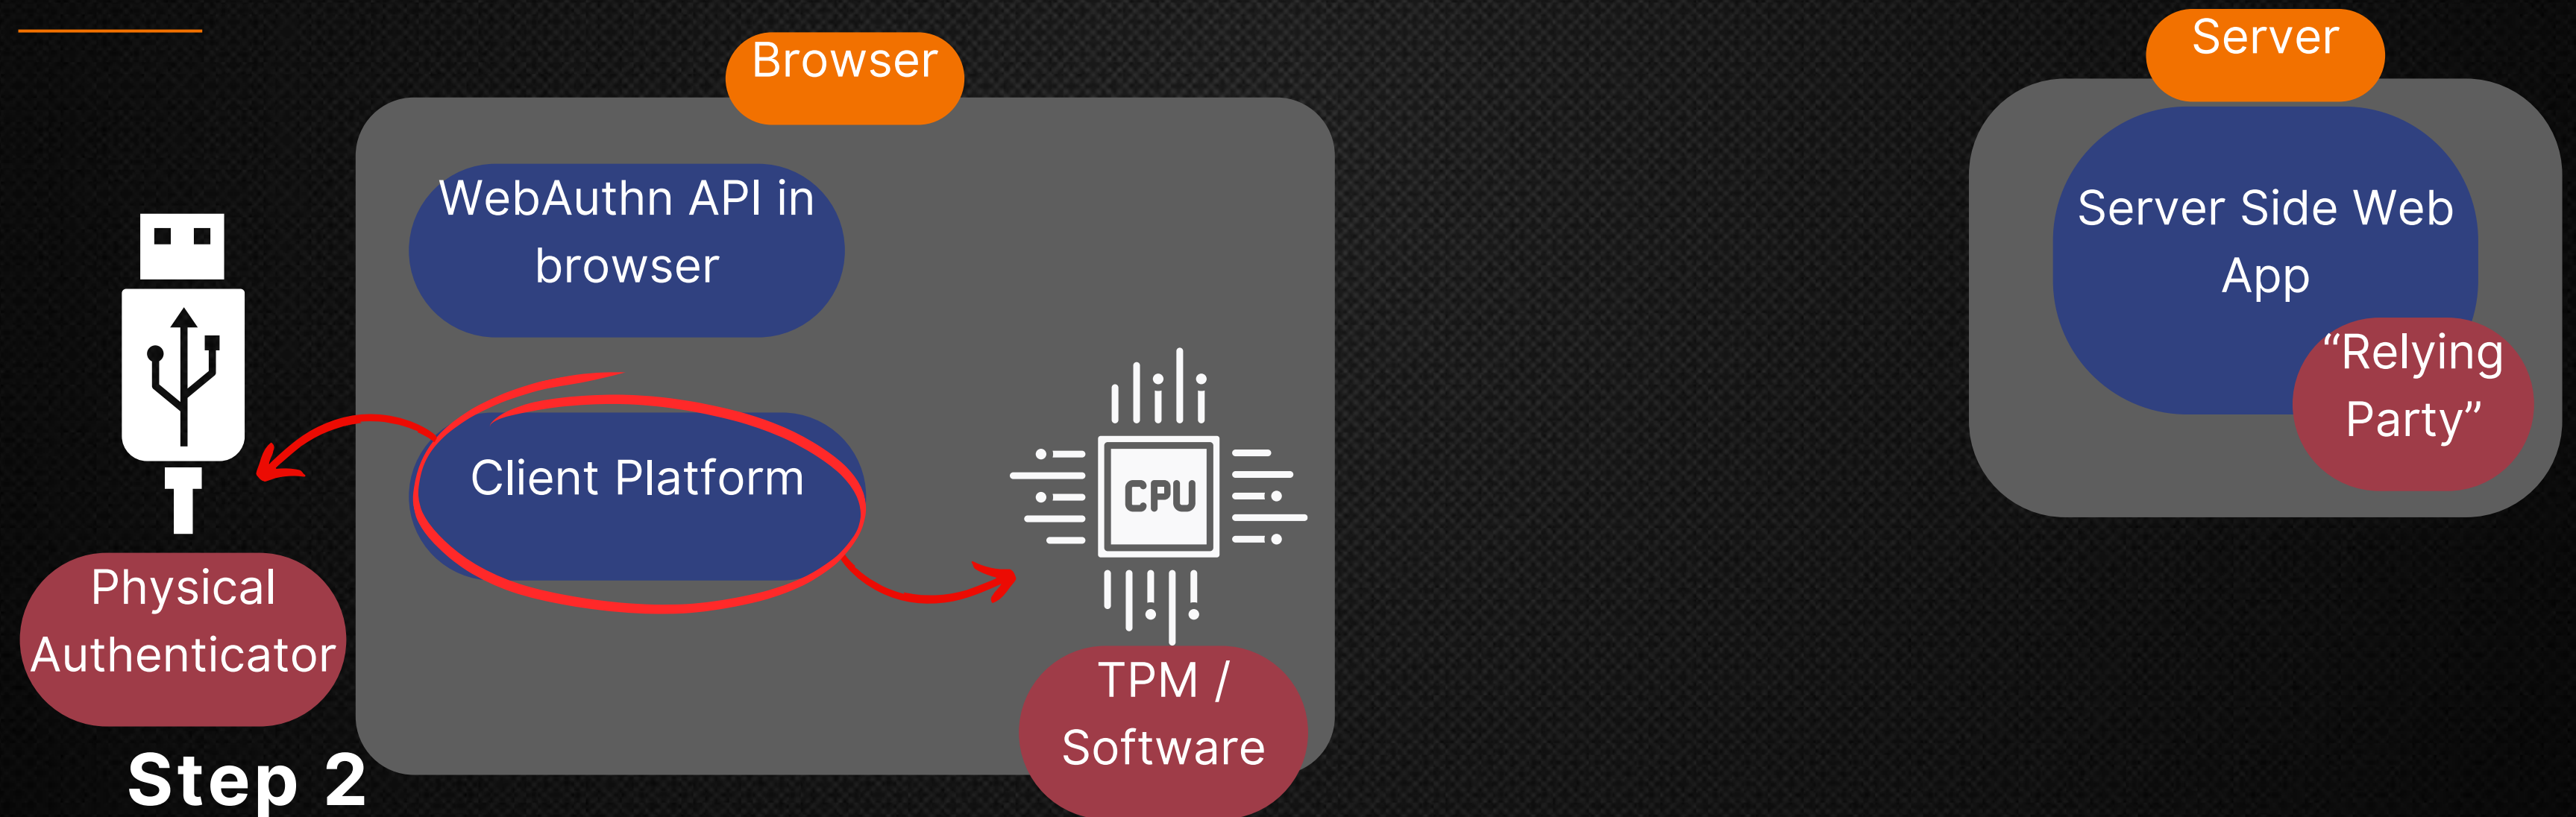 Browser
Server
WebAuthn API in
browser
Server Side Web
App
“Relying
Party”
Client Platform
CPU
Physical
Authenticator
TPM /
Software
Step 2